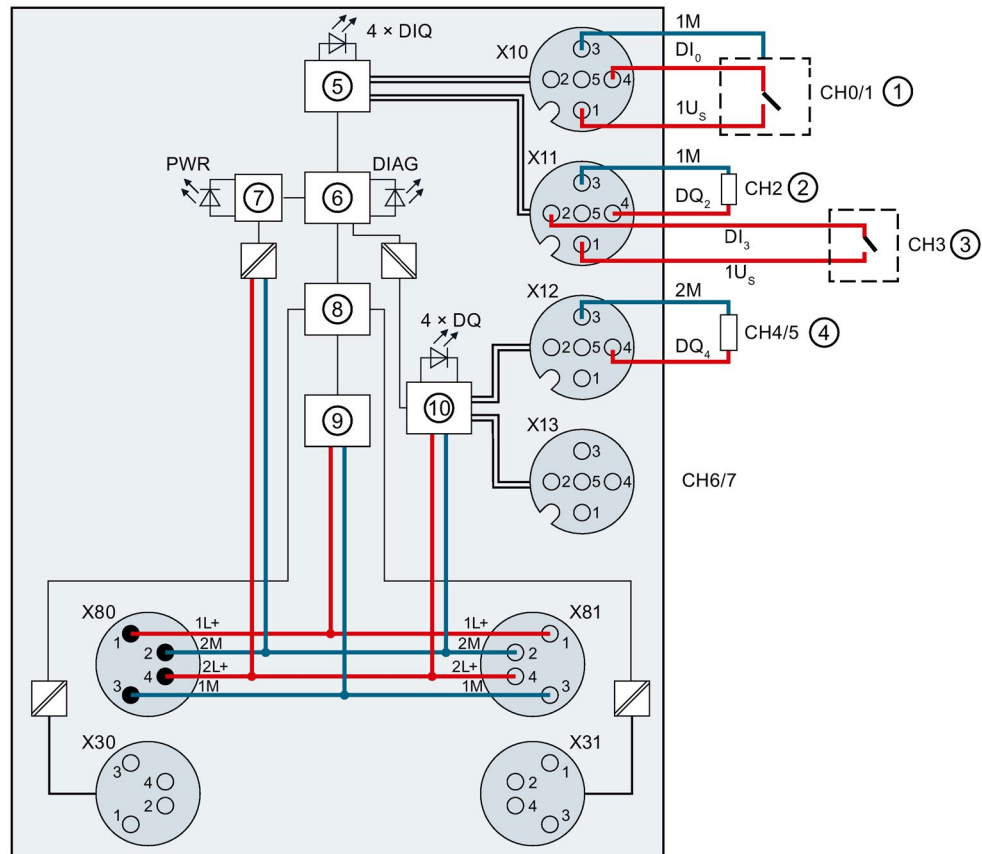 4 × DIQ
X10
3
2 5 4
1
1M
DI0
1US
CH0/1 ①
⑤
X11
3
2 5 4
1
1M
DQ2
CH2 ②
DI3
1US
CH3 ③
PWR
DIAG
⑦
⑥
X12
3
2 5 4
1
2M
DQ4
CH4/5 ④
⑧
4 × DQ
⑨
⑩
X13
3
2 5 4
1
CH6/7
X80
1
2
4
3
1L+
2M
2L+
1M
X81
1L+
2M
2L+
1M
1
2
4
3
X30
3
4
2
1
X31
1
2
4
3